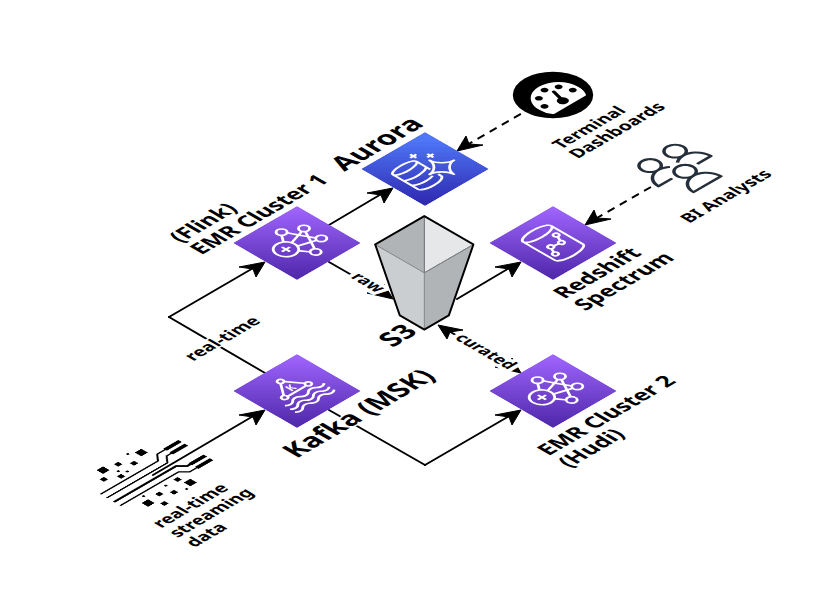 Terminal
Dashboards
Aurora
BI Analysts
(Flink)
EMR Cluster 1
Redshift
Spectrum
raw
S3
real-time
curated
Kafka (MSK)
EMR Cluster 2
(Hudi)
real-time
streaming
data
K